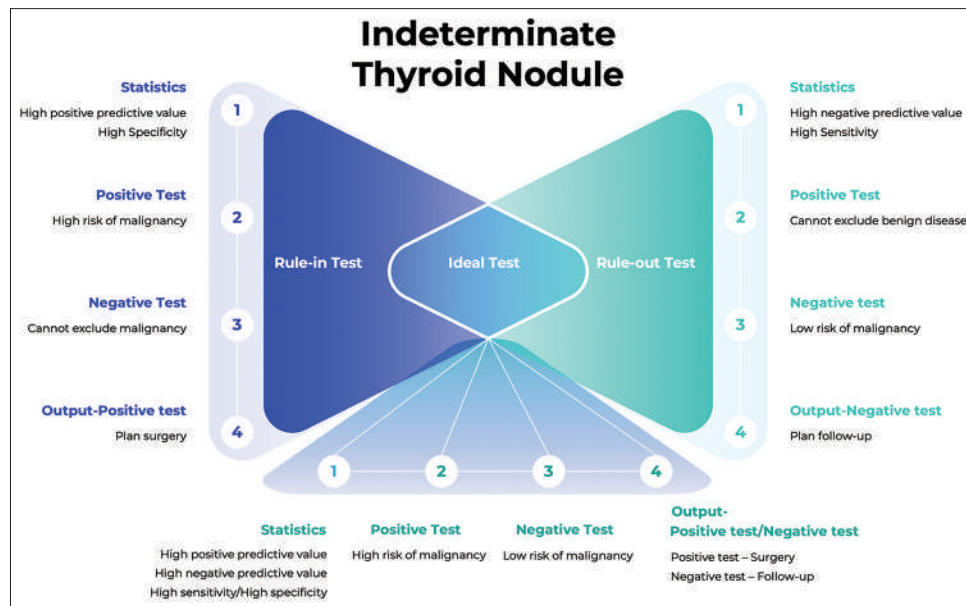 Indeterminate
Thyroid Nodule
Statistics
High positive predictive value
High Specificity
1
Positive Test
High risk of malignancy
2
Negative Test
Cannot exclude malignancy
3
Output-Positive test
Plan surgery
4
Rule-in Test
Ideal Test
Rule-out Test
1
Statistics
High negative predictive value
High Sensitivity
2
Positive Test
Cannot exclude benign disease
3
Negative test
Low risk of malignancy
4
Output-Negative test
Plan follow-up
1
2
3
4
Statistics
High positive predictive value
High negative predictive value
High sensitivity/High specificity
Positive Test
High risk of malignancy
Negative Test
Low risk of malignancy
Output-
Positive test/Negative test
Positive test – Surgery
Negative test – Follow-up